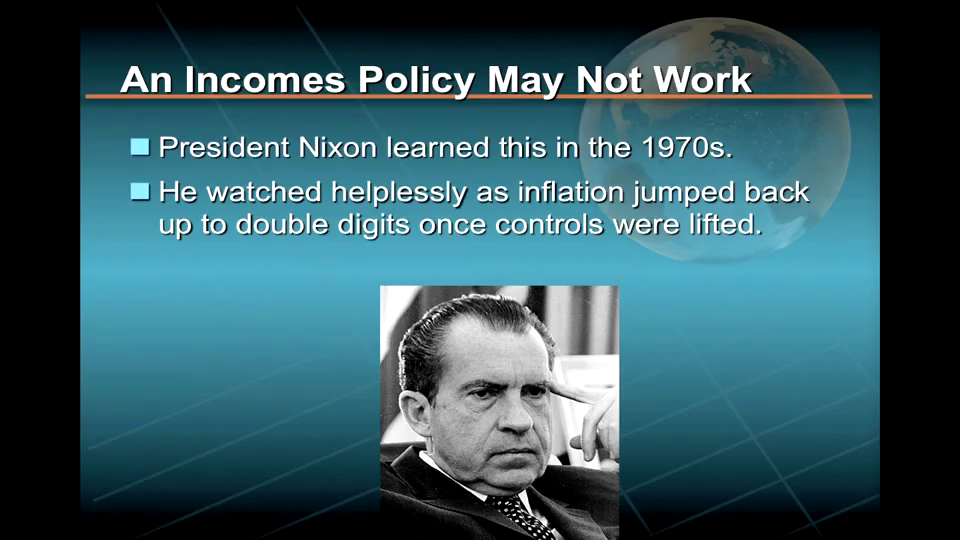 An Incomes Policy May Not Work
President Nixon learned this in the 1970s.
He watched helplessly as inflation jumped back
up to double digits once controls were lifted.